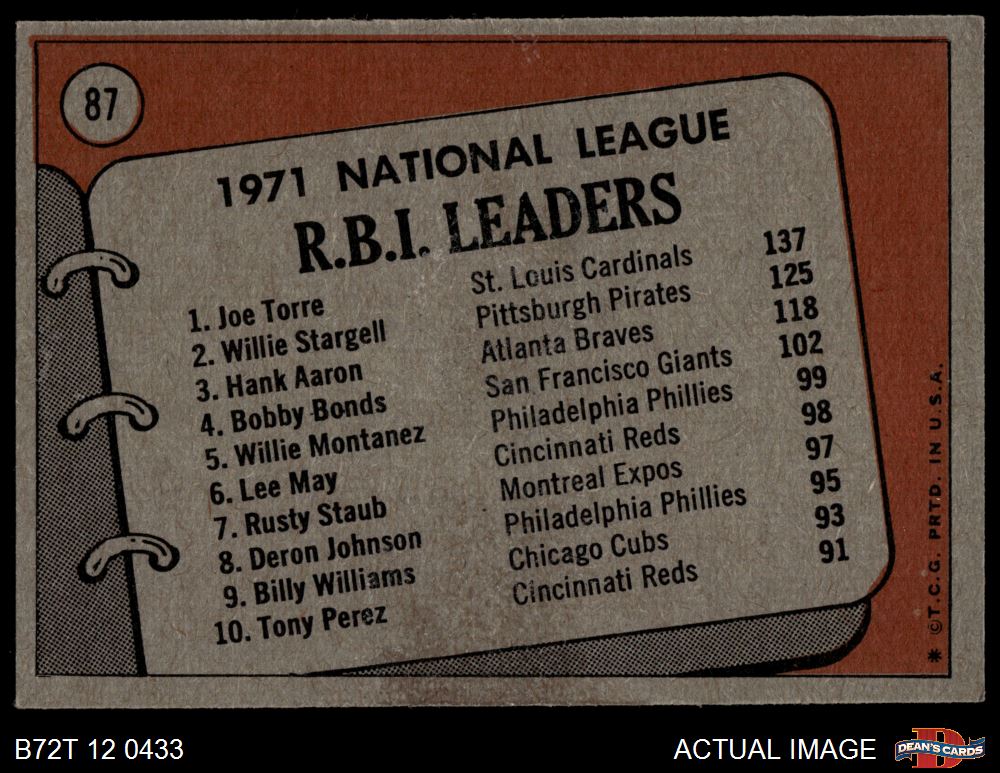 87
1971 NATIONAL LEAGUE
R.B.I. LEADERS
1. Joe Torre St. Louis Cardinals 137
2. Willie Stargell Pittsburgh Pirates 125
3. Hank Aaron Atlanta Braves 118
4. Bobby Bonds San Francisco Giants 102
5. Willie Montanez Philadelphia Phillies 99
6. Lee May Cincinnati Reds 98
7. Rusty Staub Montreal Expos 97
8. Deron Johnson Philadelphia Phillies 95
9. Billy Williams Chicago Cubs 93
10. Tony Perez Cincinnati Reds 91
* ©T.C.G. PRTD. IN U.S.A.
B72T 12 0433
ACTUAL IMAGE
DEAN'S CARDS